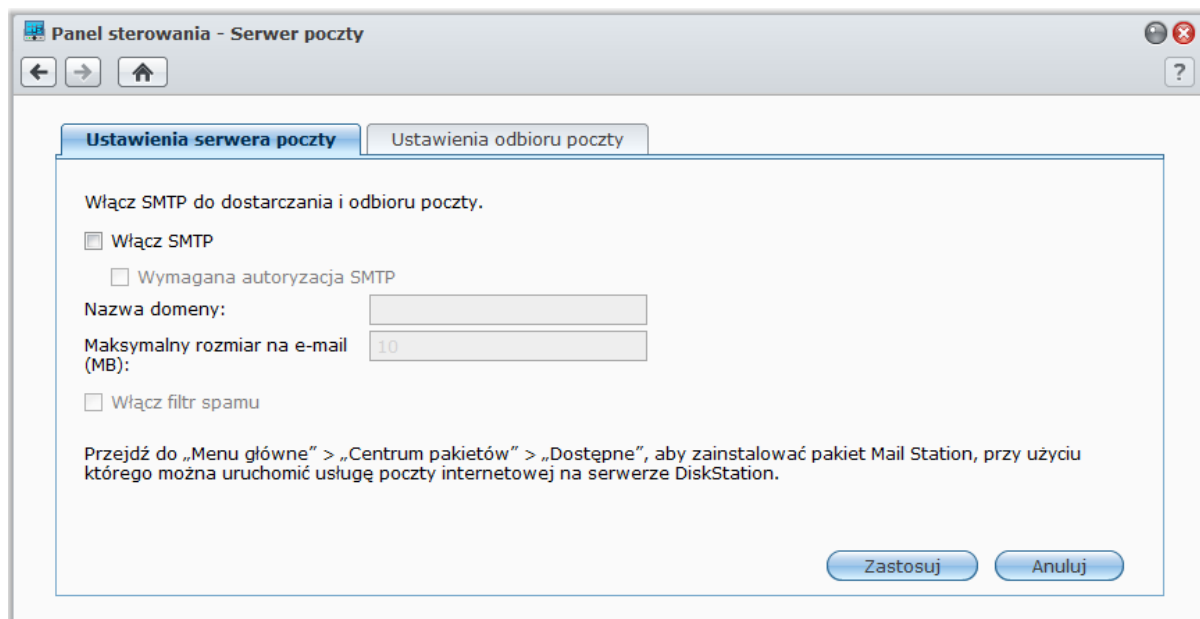 Panel sterowania - Serwer poczty
?
Ustawienia serwera poczty
Ustawienia odbioru poczty
Włącz SMTP do dostarczania i odbioru poczty.
Włącz SMTP
Wymagana autoryzacja SMTP
Nazwa domeny:
Maksymalny rozmiar na e-mail
(MB):
10
Włącz filtr spamu
Przejdź do „Menu główne” > „Centrum pakietów” > „Dostępne”, aby zainstalować pakiet Mail Station, przy użyciu
którego można uruchomić usługę poczty internetowej na serwerze DiskStation.
Zastosuj
Anuluj